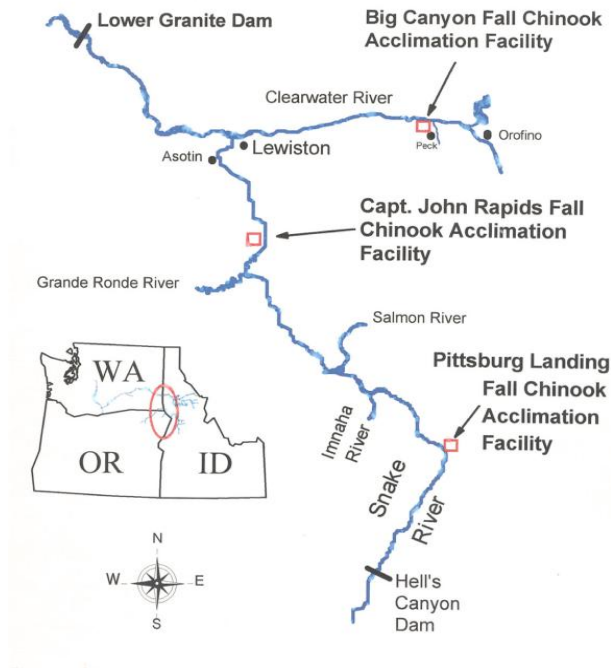 Lower Granite Dam
Big Canyon Fall Chinook
Acclimation Facility
Clearwater River
Orofino
Peck
Lewiston
Asotin
Capt. John Rapids Fall
Chinook Acclimation
Facility
Grande Ronde River
Salmon River
Pittsburg Landing
Fall Chinook
Acclimation
Facility
Imnaha
River
Snake
River
WA
OR
ID
N
W
E
S
Hell's
Canyon
Dam